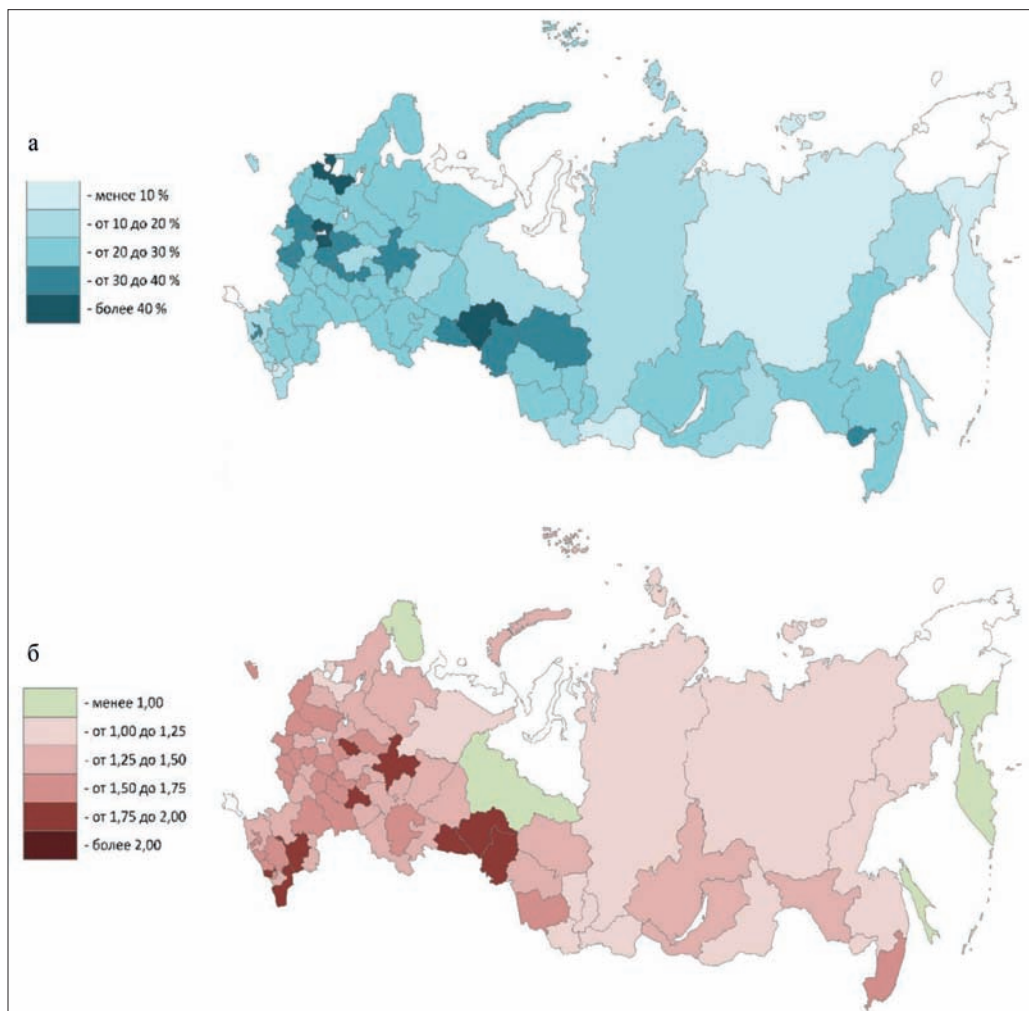 а
- менее 10 %
- от 10 до 20 %
- от 20 до 30 %
- от 30 до 40 %
- более 40 %
б
- менее 1,00
- от 1,00 до 1,25
- от 1,25 до 1,50
- от 1,50 до 1,75
- от 1,75 до 2,00
- более 2,00